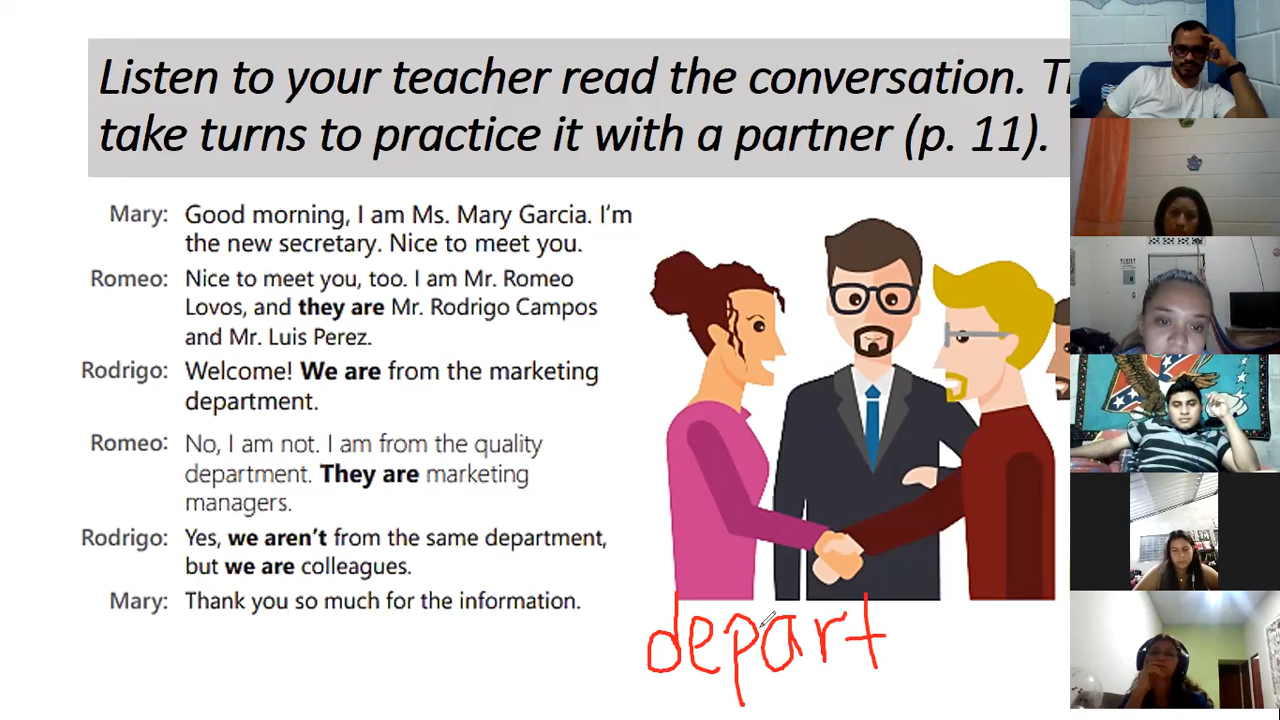 Listen to your teacher read the conversation. T
take turns to practice it with a partner (p. 11).
Mary: Good morning, I am Ms. Mary Garcia. I'm
the new secretary. Nice to meet you.
Romeo: Nice to meet you, too. I am Mr. Romeo
Lovos, and they are Mr. Rodrigo Campos
and Mr. Luis Perez.
Rodrigo: Welcome! We are from the marketing
department.
Romeo: No, I am not. I am from the quality
department. They are marketing
managers.
Rodrigo: Yes, we aren't from the same department,
but we are colleagues.
Mary: Thank you so much for the information.
depart